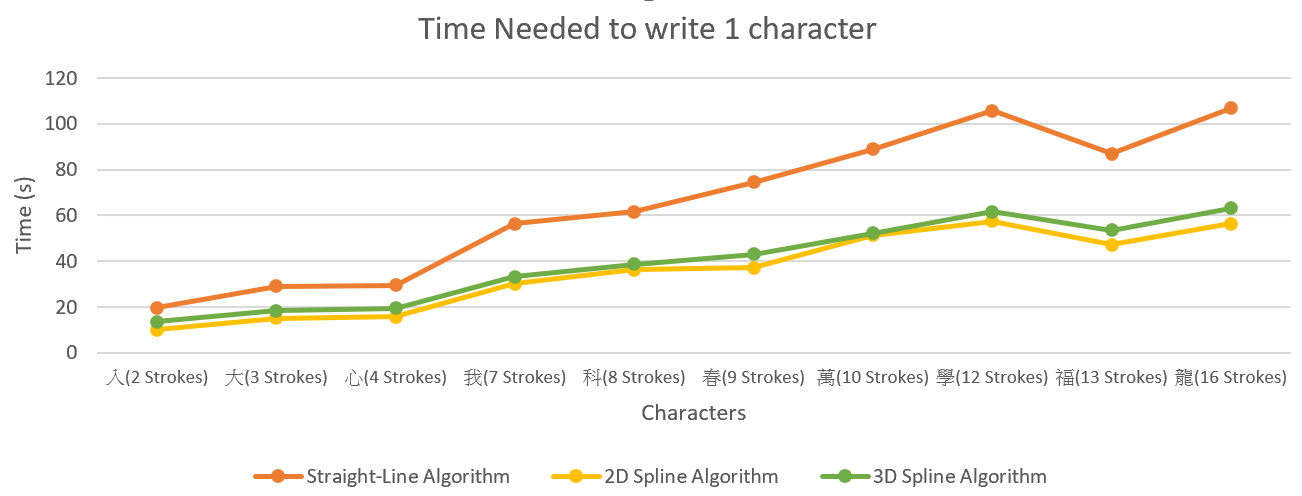 Time Needed to write 1 character
120
100
80
60
40
20
0
Time (s)
入(2 Strokes) 大(3 Strokes) 心(4 Strokes) 我(7 Strokes) 科(8 Strokes) 春(9 Strokes) 萬(10 Strokes) 學(12 Strokes) 福(13 Strokes) 龍(16 Strokes)
Characters
Straight-Line Algorithm 2D Spline Algorithm 3D Spline Algorithm